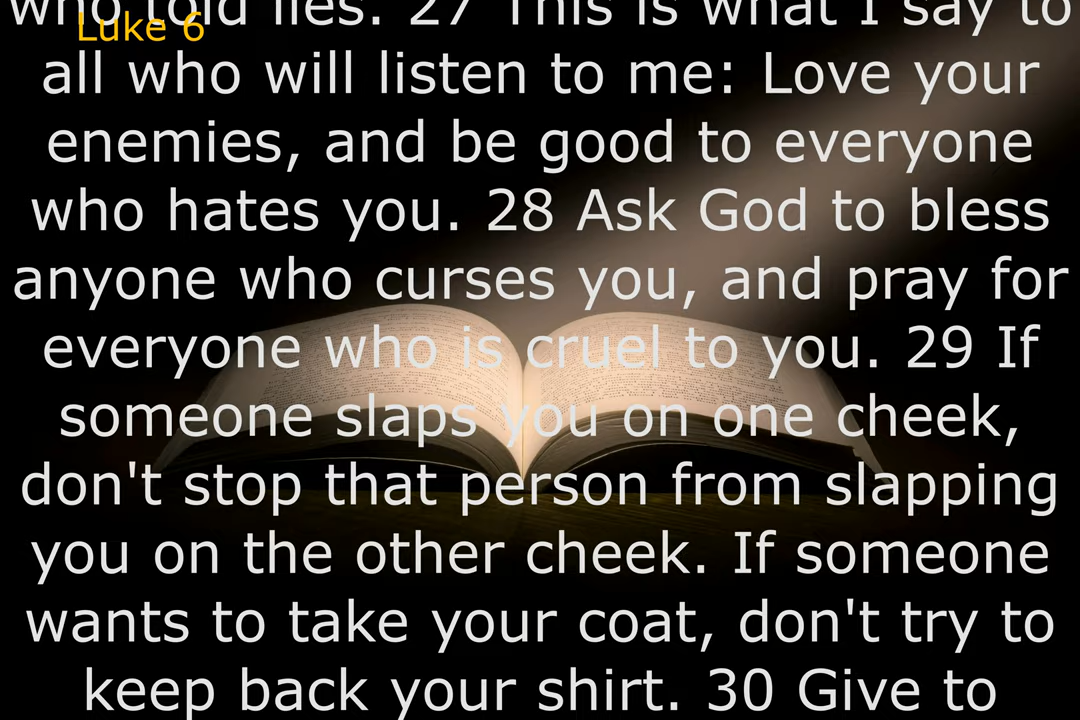 who told lies. 27 This is what I say to
Luke 6
all who will listen to me: Love your
enemies, and be good to everyone
who hates you. 28 Ask God to bless
anyone who curses you, and pray for
everyone who is cruel to you. 29 If
someone slaps you on one cheek,
don't stop that person from slapping
you on the other cheek. If someone
wants to take your coat, don't try to
keep back your shirt. 30 Give to